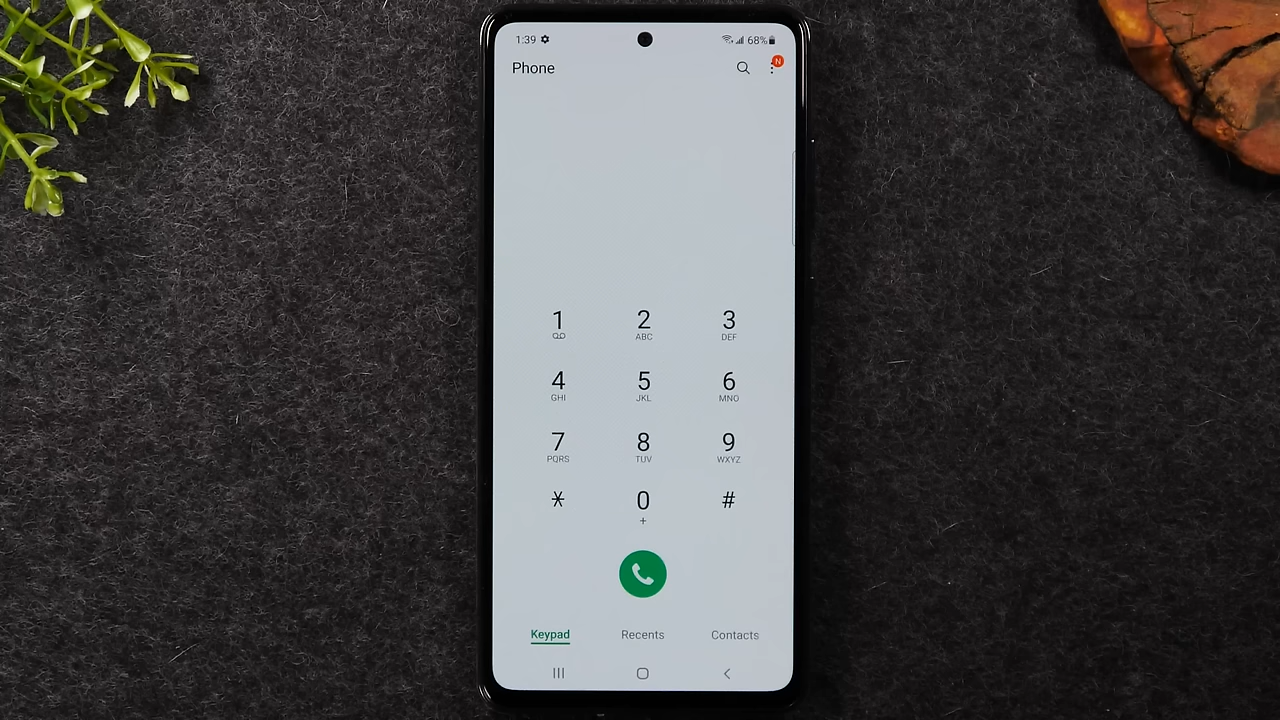 1:39 68%
Phone N
1 2 3
ABC DEF
4 5 6
GHI JKL MNO
7 8 9
PQRS TUV WXYZ
* 0 #
+
Keypad Recents Contacts